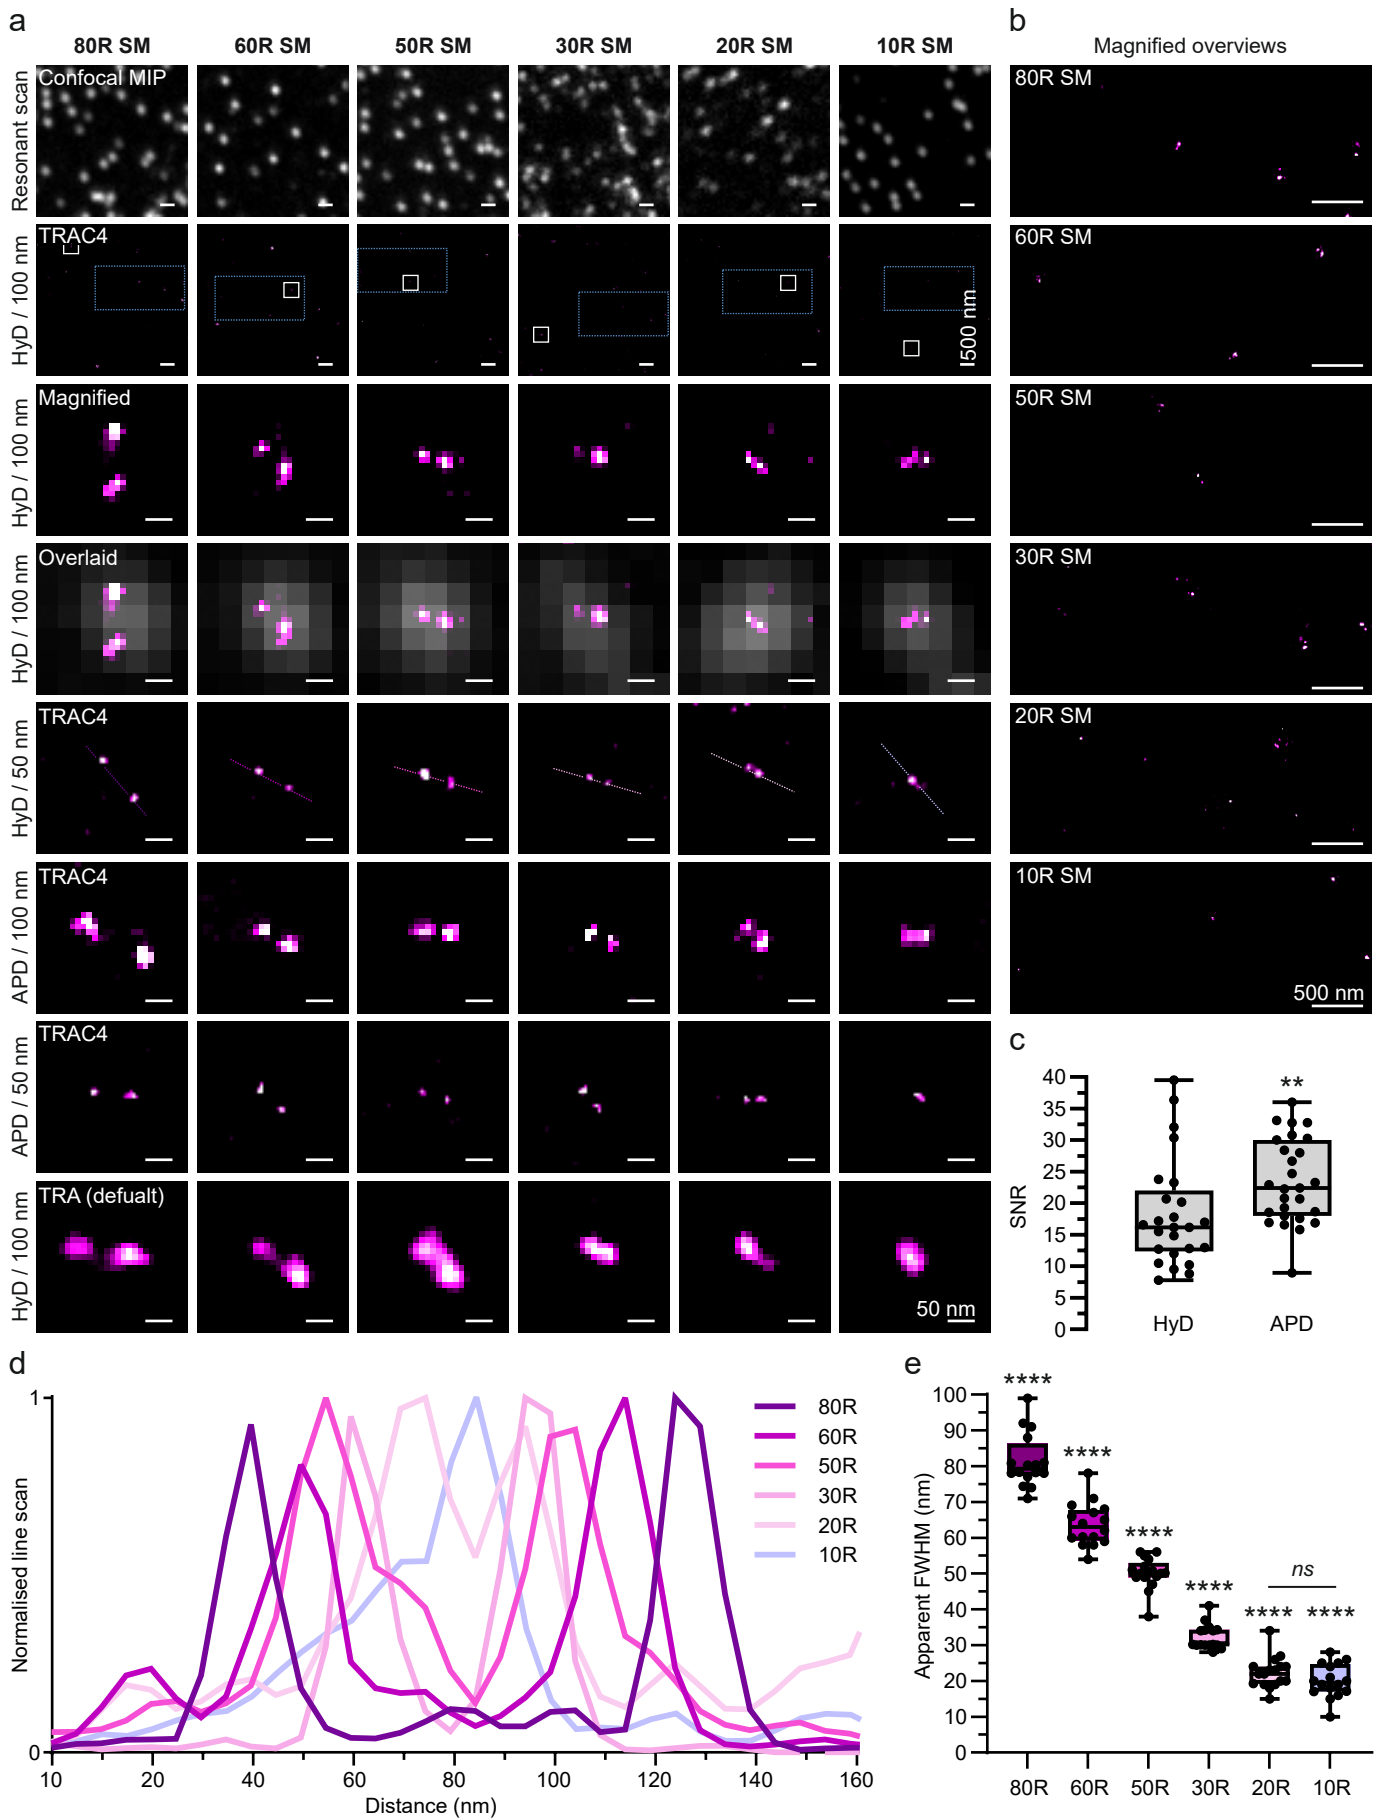 a
80R SM 60R SM 50R SM 30R SM 20R SM 10R SM
Resonant scan
Confocal MIP
HyD / 100 nm
TRAC4
500 nm
HyD / 100 nm
Magnified
HyD / 100 nm
Overlaid
HyD / 50 nm
TRAC4
APD / 100 nm
TRAC4
APD / 50 nm
TRAC4
HyD / 100 nm
TRA (defualt)
50 nm
b
Magnified overviews
80R SM
60R SM
50R SM
30R SM
20R SM
10R SM
500 nm
c
SNR
40
35
30
25
20
15
10
5
0
**
HyD APD
d
Normalised line scan
1
0
10 20 40 60 80 100 120 140 160
Distance (nm)
80R
60R
50R
30R
20R
10R
e
Apparent FWHM (nm)
100
90
80
70
60
50
40
30
20
10
0
****
****
****
****
ns
**** ****
80R 60R 50R 30R 20R 10R